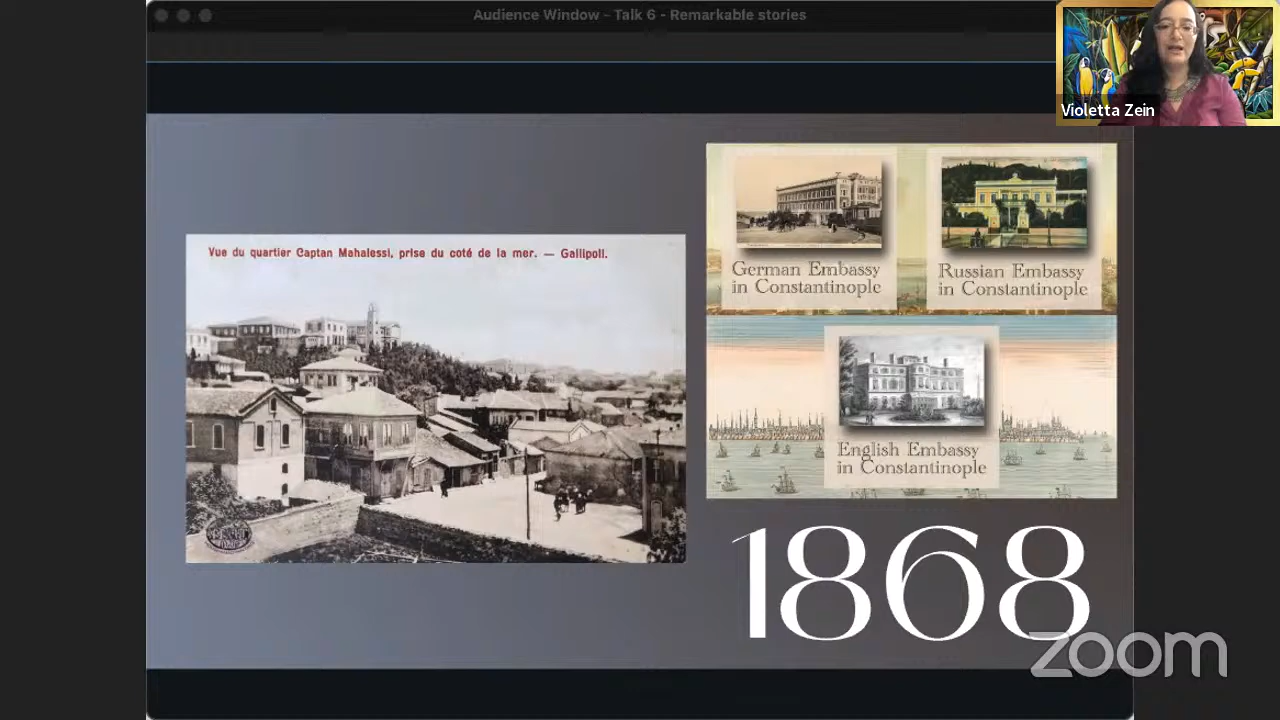 Audience Window - Talk 6 - Remarkable stories
Violetta Zein
Vue du quartier Captan Mahalessi, prise du coté de la mer. — Gallipoli.
German Embassy
in Constantinople
Russian Embassy
in Constantinople
English Embassy
in Constantinople
1868
zoom